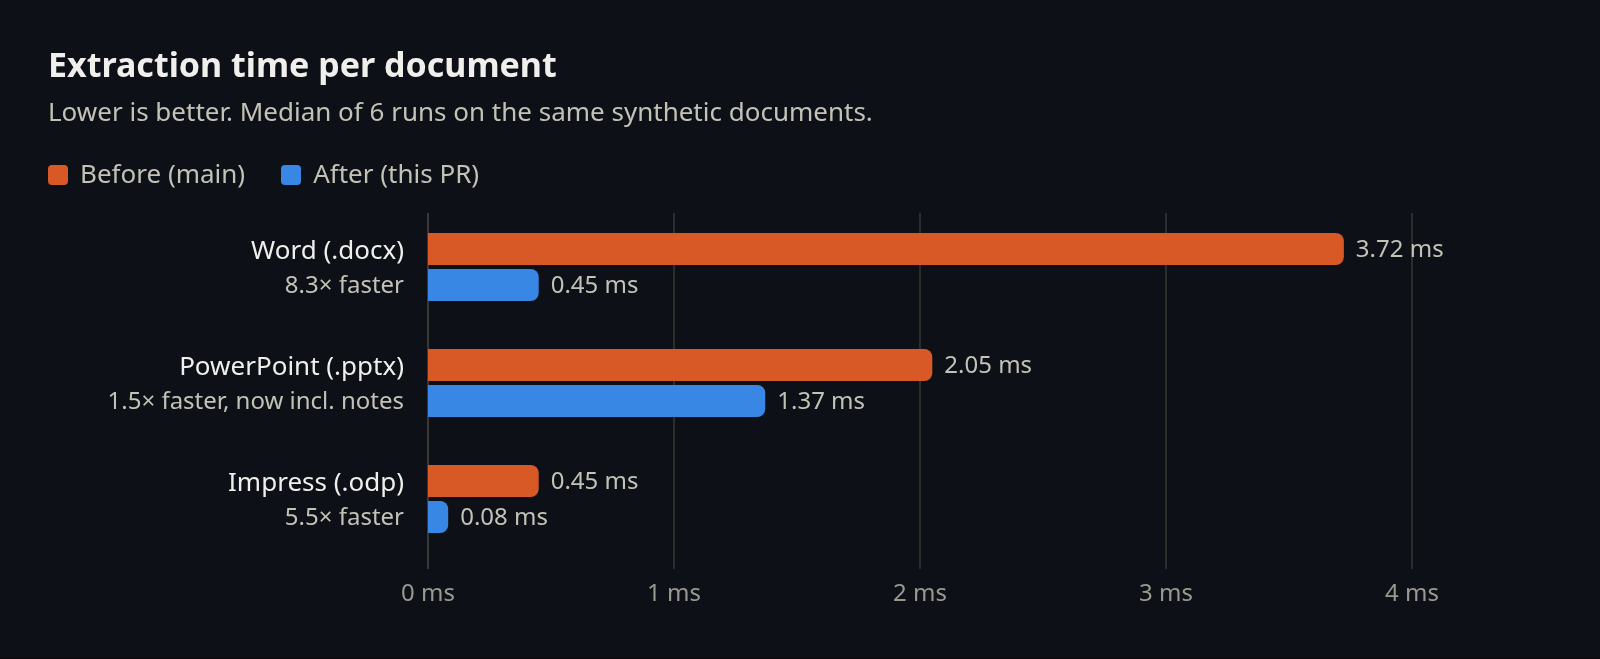 Extraction time per document
Lower is better. Median of 6 runs on the same synthetic documents.
Before (main) After (this PR)
Word (.docx) 3.72 ms
8.3× faster 0.45 ms
PowerPoint (.pptx) 2.05 ms
1.5× faster, now incl. notes 1.37 ms
Impress (.odp) 0.45 ms
5.5× faster 0.08 ms
0 ms 1 ms 2 ms 3 ms 4 ms